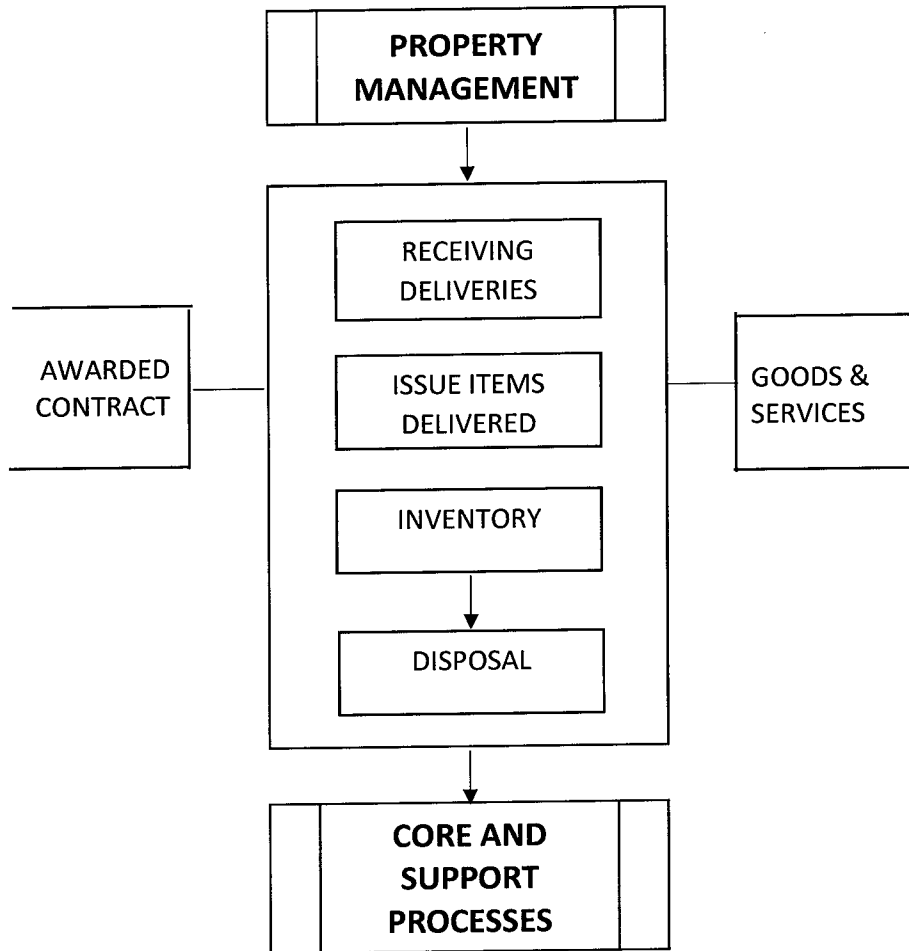 PROPERTY
MANAGEMENT
RECEIVING
DELIVERIES
AWARDED
CONTRACT
ISSUE ITEMS
DELIVERED
GOODS &
SERVICES
INVENTORY
DISPOSAL
CORE AND
SUPPORT
PROCESSES